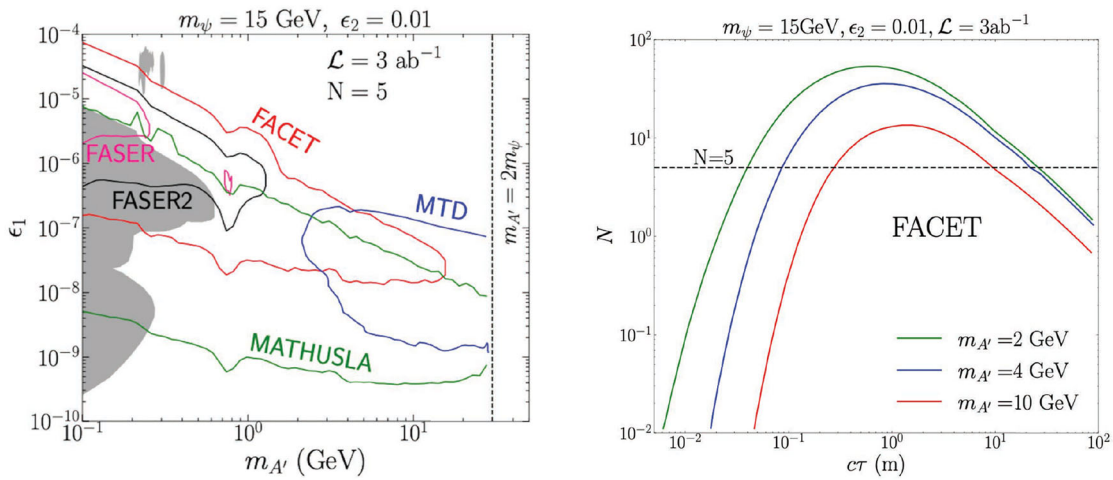 m_ψ = 15 GeV, ϵ_2 = 0.01
10^−4
10^−5
10^−6
10^−7
10^−8
10^−9
10^−10
ϵ_1
𝓛 = 3 ab^−1
N = 5
FACET
FASER
FASER2
MTD
MATHUSLA
m_A′ = 2m_ψ
10^−1
10^0
10^1
m_A′ (GeV)
m_ψ = 15GeV, ϵ_2 = 0.01, 𝓛 = 3ab^−1
10^2
10^1
10^0
10^−1
10^−2
N
N=5
FACET
m_A′ =2 GeV
m_A′ =4 GeV
m_A′ =10 GeV
10^−2
10^−1
10^0
10^1
10^2
cτ (m)